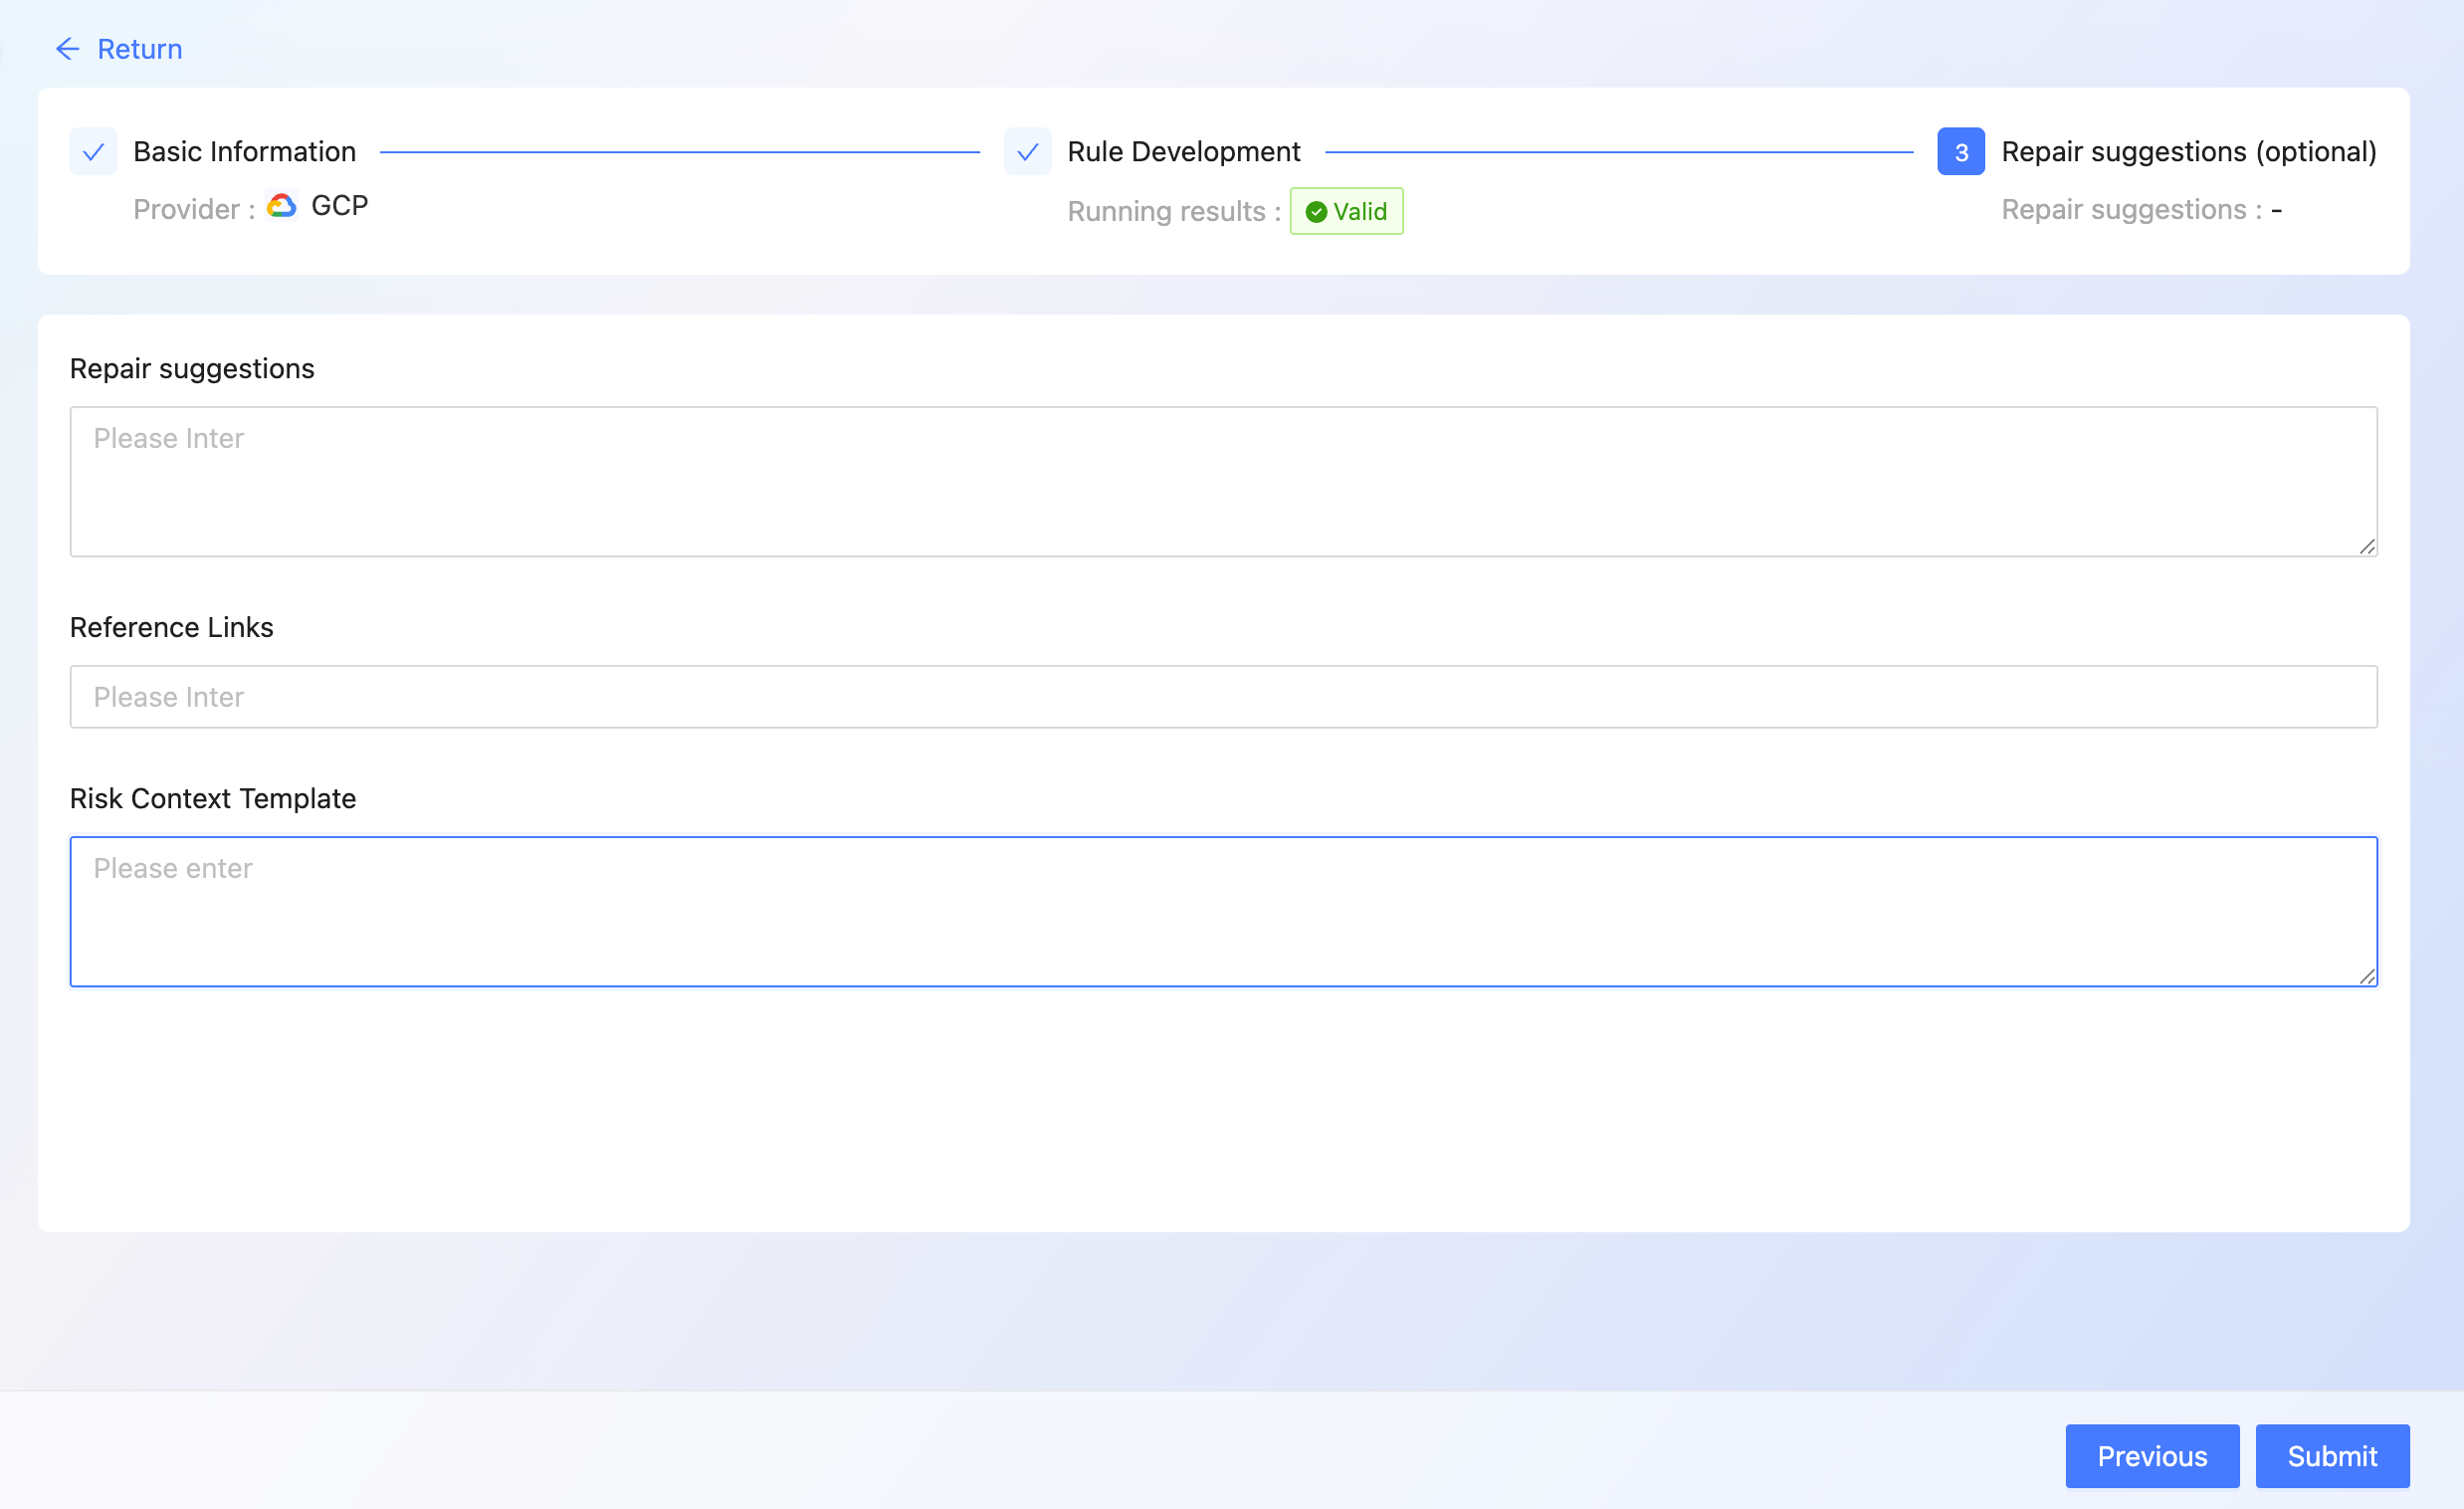 Return
Basic Information
Rule Development
3 Repair suggestions (optional)
Provider : GCP
Running results : Valid
Repair suggestions : -
Repair suggestions
Please Inter
Reference Links
Please Inter
Risk Context Template
Please enter
Previous
Submit